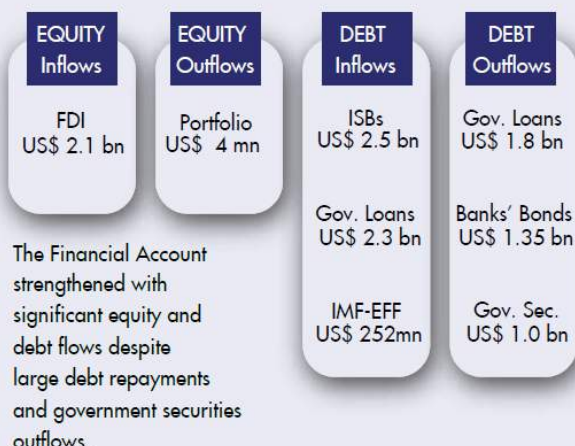 EQUITY
Inflows
FDI
US$ 2.1 bn
EQUITY
Outflows
Portfolio
US$ 4 mn
DEBT
Inflows
ISBs
US$ 2.5 bn
Gov. Loans
US$ 2.3 bn
IMF-EFF
US$ 252mn
DEBT
Outflows
Gov. Loans
US$ 1.8 bn
Banks' Bonds
US$ 1.35 bn
Gov. Sec.
US$ 1.0 bn
The Financial Account
strengthened with
significant equity and
debt flows despite
large debt repayments
and government securities
outflows